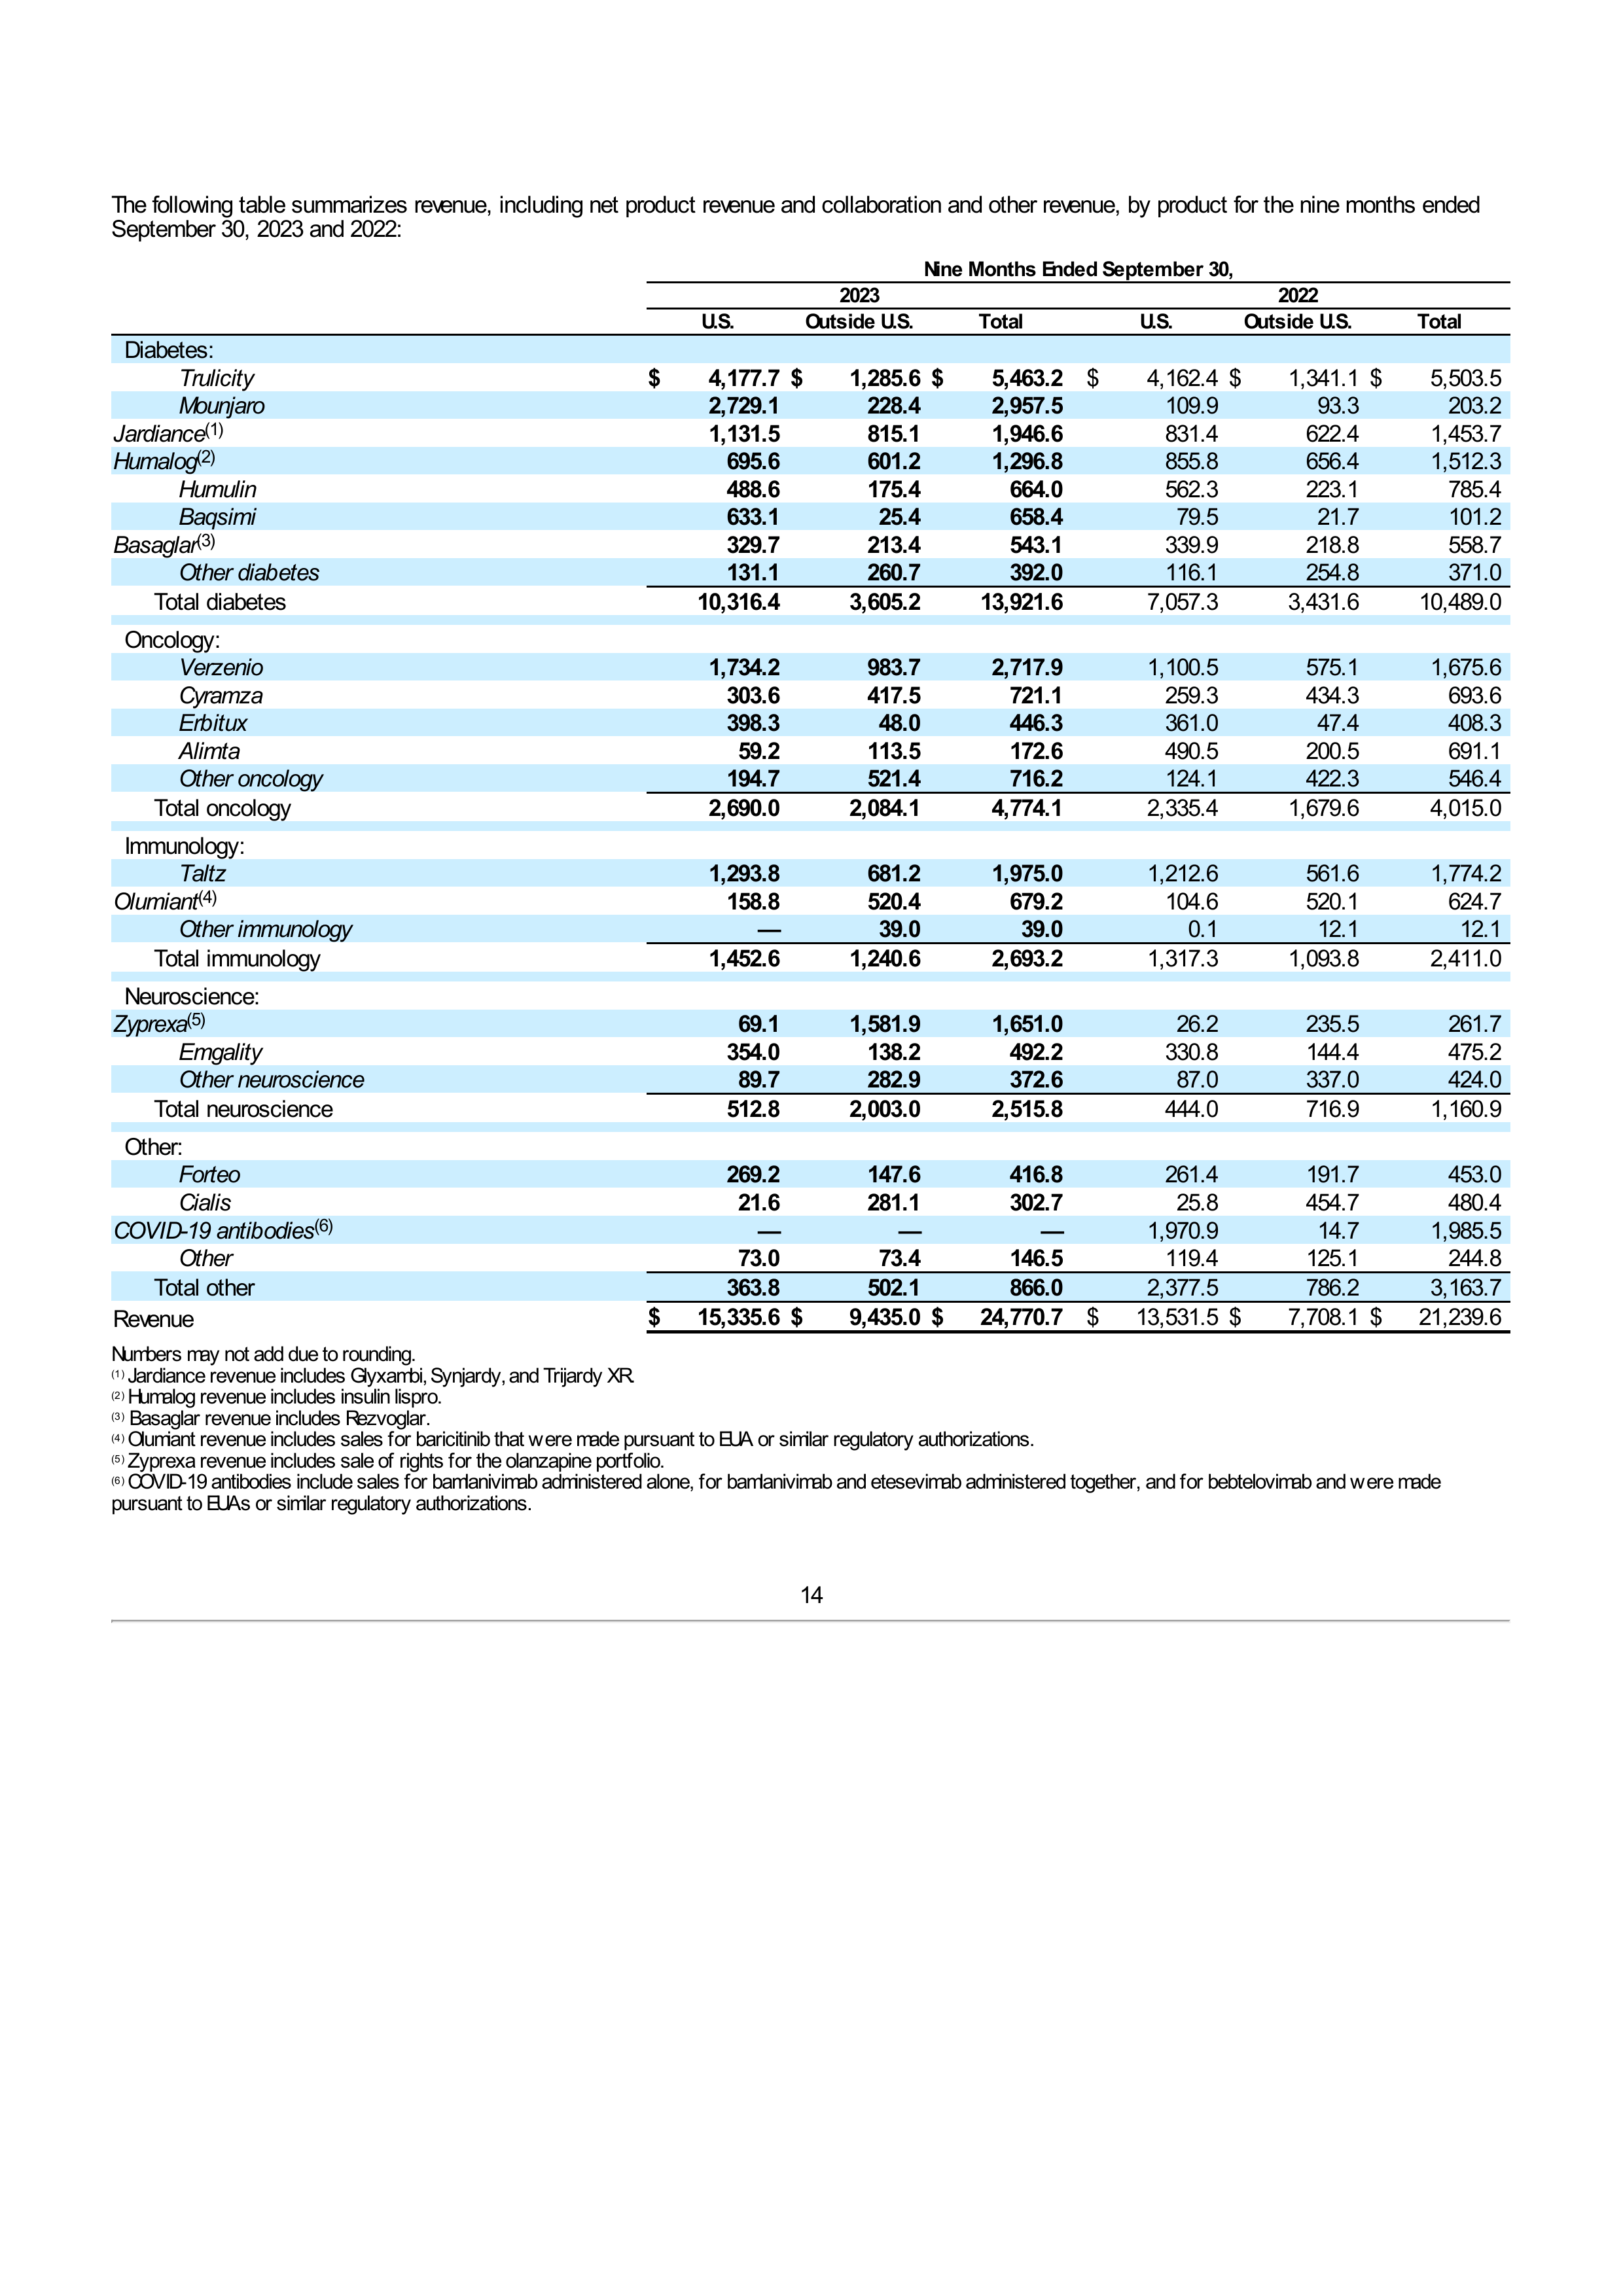 The following table summarizes revenue, including net product revenue and collaboration and other revenue, by product for the nine months ended
September 30, 2023 and 2022:
Nine Months Ended September 30,
2023 2022
U.S. Outside U.S. Total U.S. Outside U.S. Total
Diabetes:
Trulicity $ 4,177.7 $ 1,285.6 $ 5,463.2 $ 4,162.4 $ 1,341.1 $ 5,503.5
Mounjaro 2,729.1 228.4 2,957.5 109.9 93.3 203.2
Jardiance(1) 1,131.5 815.1 1,946.6 831.4 622.4 1,453.7
Humalog(2) 695.6 601.2 1,296.8 855.8 656.4 1,512.3
Humulin 488.6 175.4 664.0 562.3 223.1 785.4
Baqsimi 633.1 25.4 658.4 79.5 21.7 101.2
Basaglar(3) 329.7 213.4 543.1 339.9 218.8 558.7
Other diabetes 131.1 260.7 392.0 116.1 254.8 371.0
Total diabetes 10,316.4 3,605.2 13,921.6 7,057.3 3,431.6 10,489.0
Oncology:
Verzenio 1,734.2 983.7 2,717.9 1,100.5 575.1 1,675.6
Cyramza 303.6 417.5 721.1 259.3 434.3 693.6
Erbitux 398.3 48.0 446.3 361.0 47.4 408.3
Alimta 59.2 113.5 172.6 490.5 200.5 691.1
Other oncology 194.7 521.4 716.2 124.1 422.3 546.4
Total oncology 2,690.0 2,084.1 4,774.1 2,335.4 1,679.6 4,015.0
Immunology:
Taltz 1,293.8 681.2 1,975.0 1,212.6 561.6 1,774.2
Olumiant(4) 158.8 520.4 679.2 104.6 520.1 624.7
Other immunology — 39.0 39.0 0.1 12.1 12.1
Total immunology 1,452.6 1,240.6 2,693.2 1,317.3 1,093.8 2,411.0
Neuroscience:
Zyprexa(5) 69.1 1,581.9 1,651.0 26.2 235.5 261.7
Emgality 354.0 138.2 492.2 330.8 144.4 475.2
Other neuroscience 89.7 282.9 372.6 87.0 337.0 424.0
Total neuroscience 512.8 2,003.0 2,515.8 444.0 716.9 1,160.9
Other:
Forteo 269.2 147.6 416.8 261.4 191.7 453.0
Cialis 21.6 281.1 302.7 25.8 454.7 480.4
COVID-19 antibodies(6) — — — 1,970.9 14.7 1,985.5
Other 73.0 73.4 146.5 119.4 125.1 244.8
Total other 363.8 502.1 866.0 2,377.5 786.2 3,163.7
Revenue $ 15,335.6 $ 9,435.0 $ 24,770.7 $ 13,531.5 $ 7,708.1 $ 21,239.6
Numbers may not add due to rounding.
(1) Jardiance revenue includes Glyxambi, Synjardy, and Trijardy XR.
(2) Humalog revenue includes insulin lispro.
(3) Basaglar revenue includes Rezvoglar.
(4) Olumiant revenue includes sales for baricitinib that were made pursuant to EUA or similar regulatory authorizations.
(5) Zyprexa revenue includes sale of rights for the olanzapine portfolio.
(6) COVID-19 antibodies include sales for bamlanivimab administered alone, for bamlanivimab and etesevimab administered together, and for bebtelovimab and were made
pursuant to EUAs or similar regulatory authorizations.
14